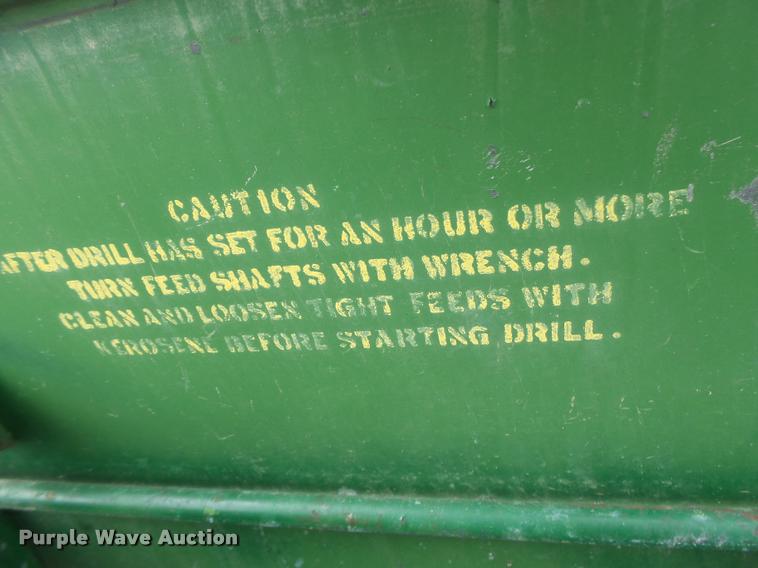 CAUTION
AFTER DRILL HAS SET FOR AN HOUR OR MORE
TURN FEED SHAFTS WITH WRENCH.
CLEAN AND LOOSEN TIGHT FEEDS WITH
KEROSENE BEFORE STARTING DRILL.
Purple Wave Auction